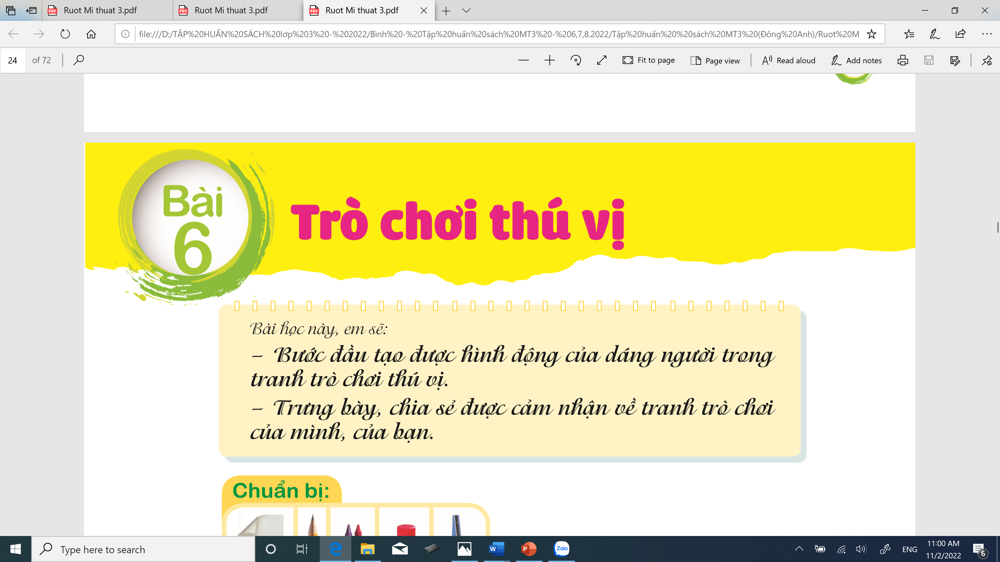 Ruot Mi thuat 3.pdf
Ruot Mi thuat 3.pdf
Ruot Mi thuat 3.pdf
file:///D:/TẬP%20HUẤN%20SÁCH%20lơp%203%20-%202022/Bình%20-%20Tập%20huấn%20sách%20MT3%20-%206,7,8.2022/Tập%20huấn%20%20sách%20MT3%20(Đông%20Anh)/Ruot%20M
24 of 72
Fit to page
Page view
Read aloud
Add notes
Bài
6
Trò chơi thú vị
Bài học này, em sẽ:
– Bước đầu tạo được hình động của dáng người trong
tranh trò chơi thú vị.
– Trưng bày, chia sẻ được cảm nhận về tranh trò chơi
của mình, của bạn.
Chuẩn bị:
Type here to search
W
P
Zalo
ENG
11:00 AM
11/2/2022
6